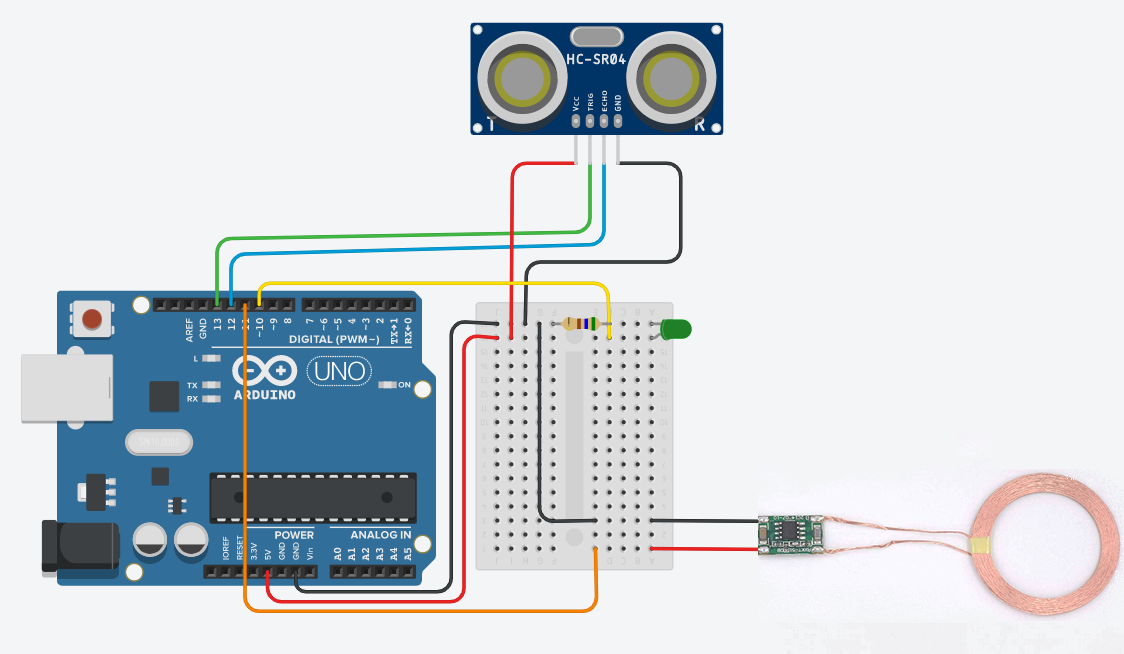 HC-SR04
VCC
TRIG
ECHO
GND
T
R
AREF
GND
13
12
~10
~9
8
7
~6
~5
4
~3
2
TX→1
RX←0
DIGITAL (PWM~)
L
TX
RX
ARDUINO
UNO
ON
POWER
ANALOG IN
IOREF
RESET
3.3V
5V
GND
GND
Vin
A0
A1
A2
A3
A4
A5